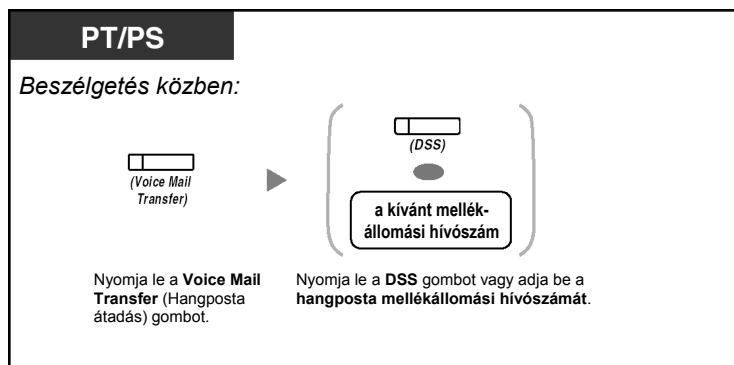 PT/PS
Beszélgetés közben:
(Voice Mail
Transfer)
(DSS)
a kívánt mellék-
állomási hívószám
Nyomja le a Voice Mail
Transfer (Hangposta
átadás) gombot.
Nyomja le a DSS gombot vagy adja be a
hangposta mellékállomási hívószámát.